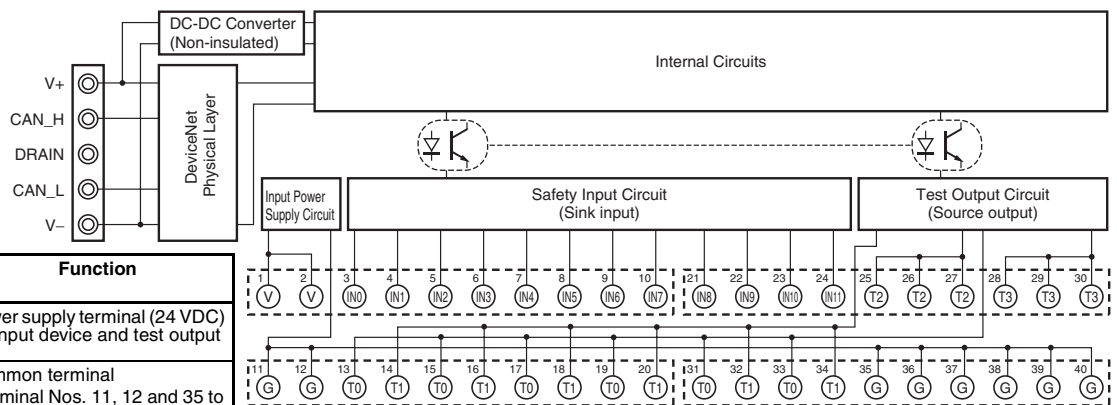 DC-DC Converter
(Non-insulated)
Internal Circuits
V+
CAN_H
DRAIN
CAN_L
V–
DeviceNet
Physical Layer
Input Power
Supply Circuit
Safety Input Circuit
(Sink input)
Test Output Circuit
(Source output)
Function
supply terminal (24 VDC)
input device and test output
terminal
Nos. 11, 12 and 35 to
1 2 3 4 5 6 7 8 9 10 21 22 23 24 25 26 27 28 29 30
V V IN0 IN1 IN2 IN3 IN4 IN5 IN6 IN7 IN8 IN9 IN10 IN11 T2 T2 T2 T3 T3 T3
11 12 13 14 15 16 17 18 19 20 31 32 33 34 35 36 37 38 39 40
G G T0 T1 T0 T1 T0 T1 T0 T1 T0 T1 T0 T1 G G G G G G